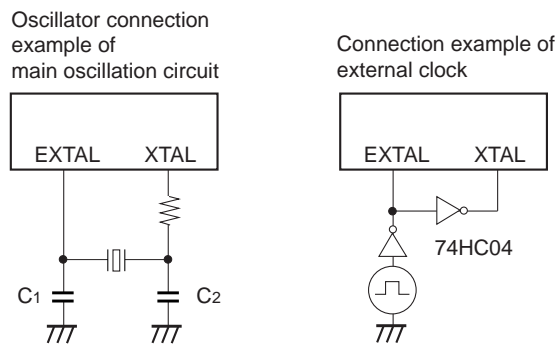 Oscillator connection
example of
main oscillation circuit
EXTAL XTAL
C1 C2
Connection example of
external clock
EXTAL XTAL
74HC04